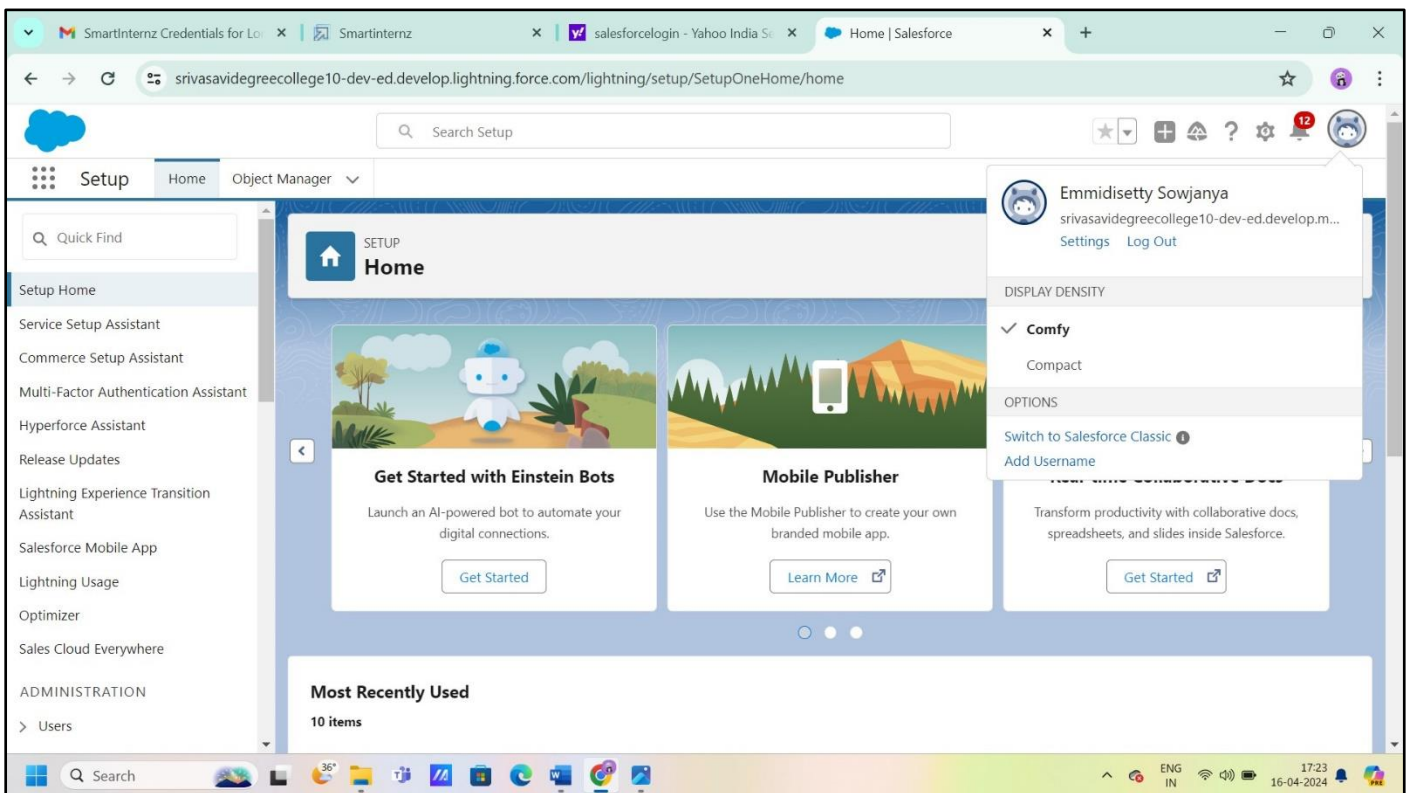 SmartInternz Credentials for Lo
Smartinternz
salesforcelogin - Yahoo India Se
Home | Salesforce
srivasavidegreecollege10-dev-ed.develop.lightning.force.com/lightning/setup/SetupOneHome/home
Search Setup
12
Setup
Home
Object Manager
Emmidisetty Sowjanya
srivasavidegreecollege10-dev-ed.develop.m...
Settings Log Out
DISPLAY DENSITY
Comfy
Compact
OPTIONS
Switch to Salesforce Classic
Add Username
Quick Find
Setup Home
Service Setup Assistant
Commerce Setup Assistant
Multi-Factor Authentication Assistant
Hyperforce Assistant
Release Updates
Lightning Experience Transition
Assistant
Salesforce Mobile App
Lightning Usage
Optimizer
Sales Cloud Everywhere
ADMINISTRATION
Users
SETUP
Home
Get Started with Einstein Bots
Launch an AI-powered bot to automate your
digital connections.
Get Started
Mobile Publisher
Use the Mobile Publisher to create your own
branded mobile app.
Learn More
Transform productivity with collaborative docs,
spreadsheets, and slides inside Salesforce.
Get Started
Most Recently Used
10 items
Search
36°
ENG
IN
17:23
16-04-2024
PRE